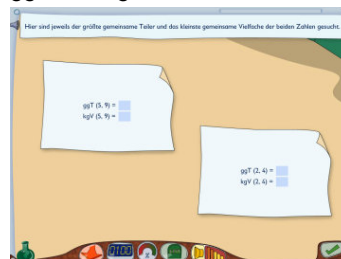 Hier sind jeweils der größte gemeinsame Teiler und das kleinste gemeinsame Vielfache der beiden Zahlen gesucht.
ggT (5, 9) =
kgV (5, 9) =
ggT (2, 4) =
kgV (2, 4) =
0100